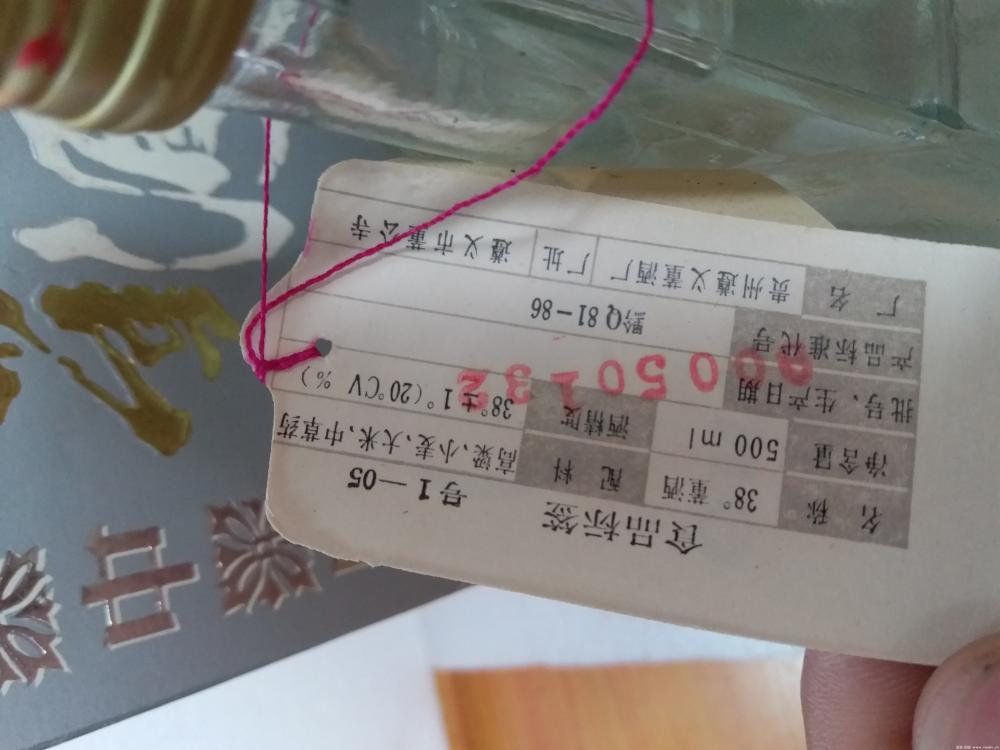 食品标签 号1—05
名 称 38°董酒 配 料 高粱、小麦、大米、中草药
净含量 500 ml 酒精度 38°±1°(20°CV %)
批号、生产日期
产品标准代号 黔Q 81-86
厂 名 贵州遵义董酒厂 厂址 遵义市董公寺